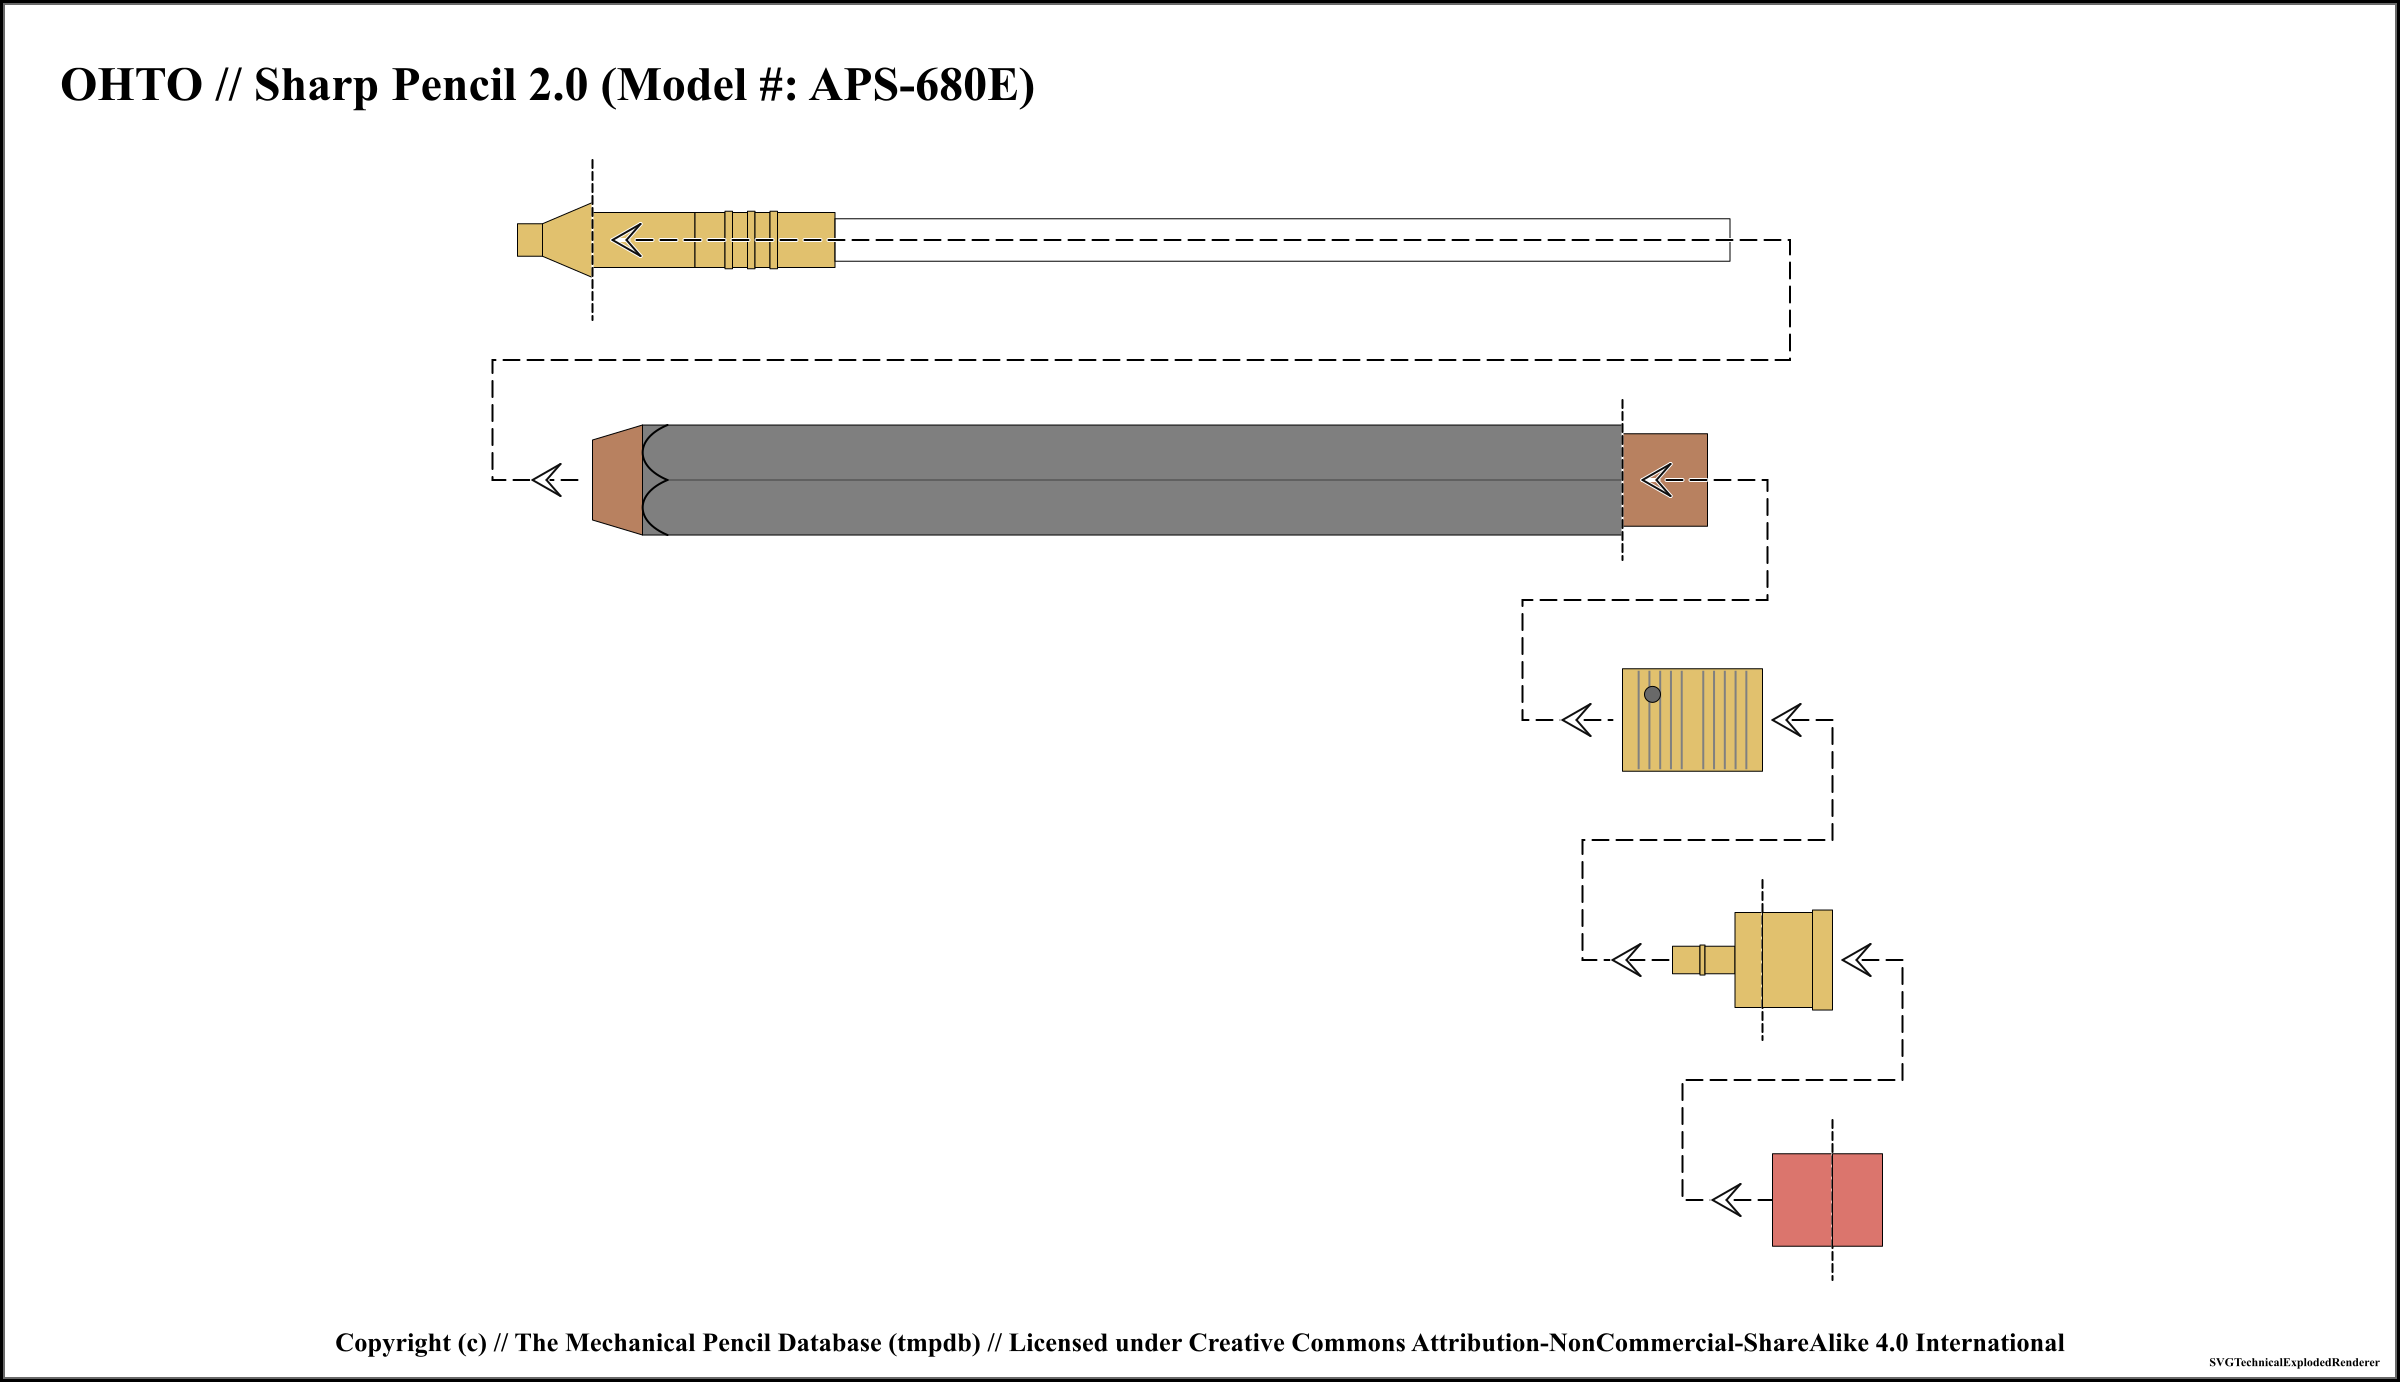 OHTO // Sharp Pencil 2.0 (Model #: APS-680E)
Copyright (c) // The Mechanical Pencil Database (tmpdb) // Licensed under Creative Commons Attribution-NonCommercial-ShareAlike 4.0 International
SVGTechnicalExplodedRenderer